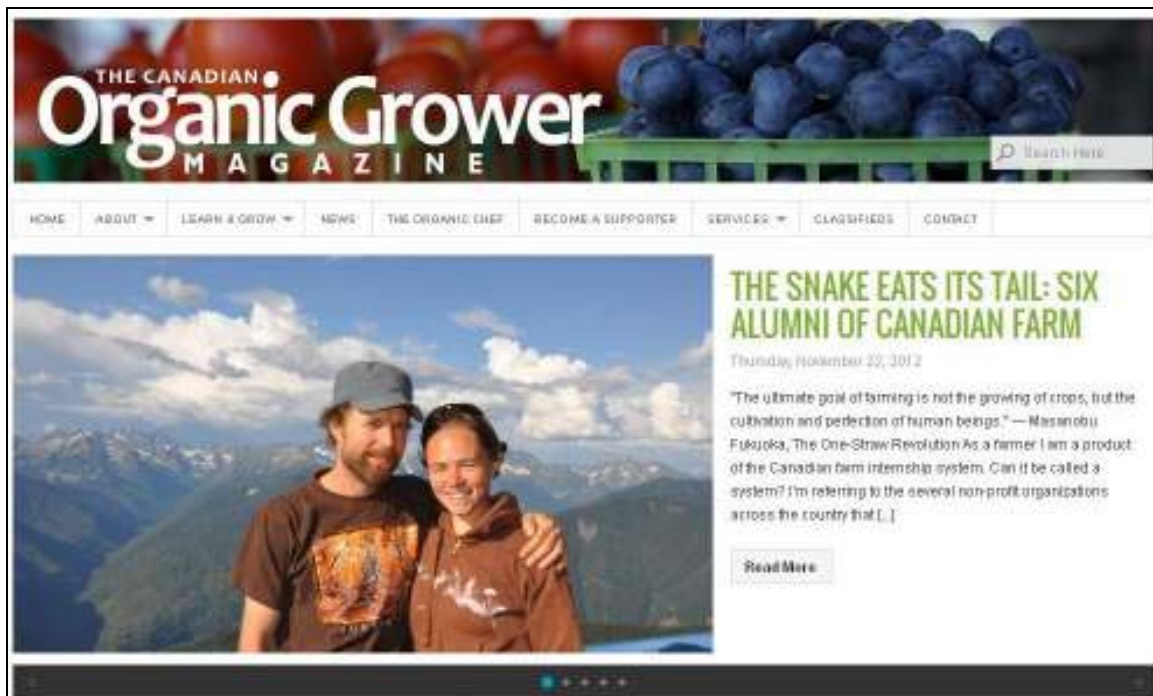 THE CANADIAN
Organic Grower
MAGAZINE
Search Here
HOME ABOUT LEARN & GROW NEWS THE ORGANIC CHEF BECOME A SUPPORTER SERVICES CLASSIFIEDS CONTACT
THE SNAKE EATS ITS TAIL: SIX
ALUMNI OF CANADIAN FARM
Thursday, November 22, 2012
"The ultimate goal of farming is not the growing of crops, but the
cultivation and perfection of human beings." — Masanobu
Fukuoka, The One-Straw Revolution As a farmer I am a product
of the Canadian farm internship system. Can it be called a
system? I'm referring to the several non-profit organizations
across the country that [...]
Read More